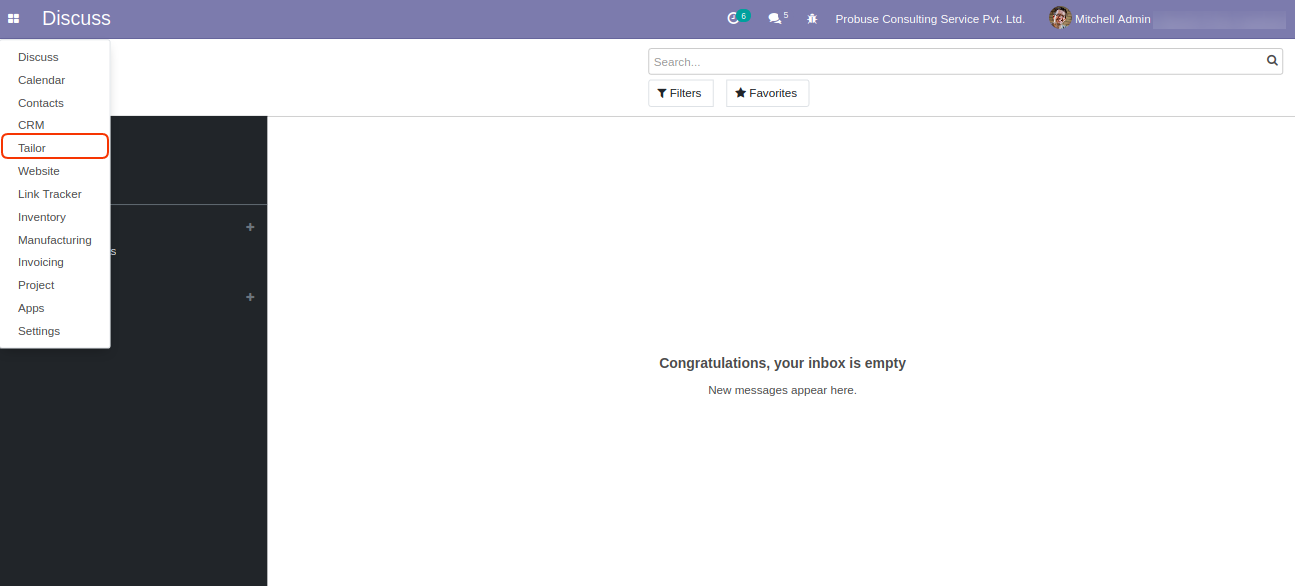 Discuss
6
5
Probuse Consulting Service Pvt. Ltd.
Mitchell Admin
Discuss
Calendar
Contacts
CRM
Tailor
Website
Link Tracker
Inventory
Manufacturing
Invoicing
Project
Apps
Settings
Search...
Filters
Favorites
+
s
+
Congratulations, your inbox is empty
New messages appear here.